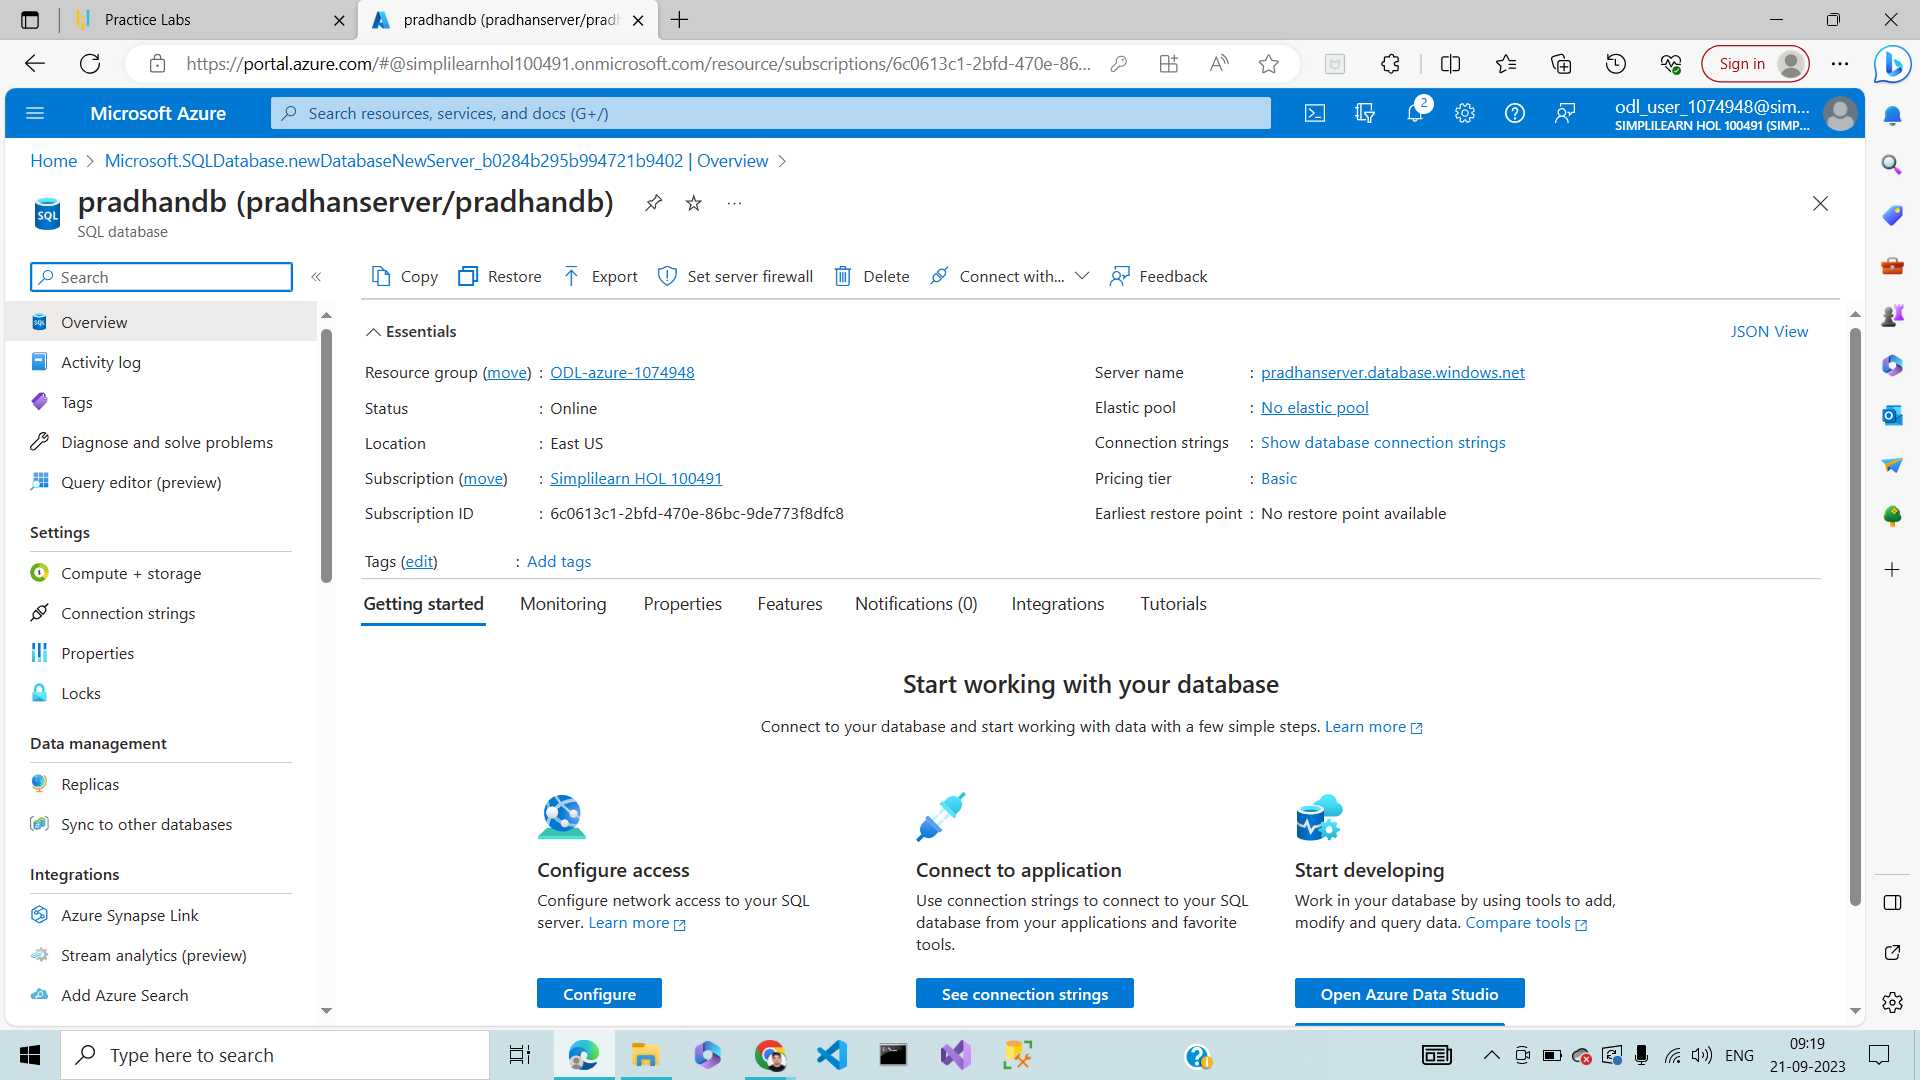 Practice Labs
pradhandb (pradhanserver/pradh
https://portal.azure.com/#@simplilearnhol100491.onmicrosoft.com/resource/subscriptions/6c0613c1-2bfd-470e-86...
Sign in
Microsoft Azure
Search resources, services, and docs (G+/)
2
odl_user_1074948@sim...
SIMPLILEARN HOL 100491 (SIMP...
Home
Microsoft.SQLDatabase.newDatabaseNewServer_b0284b295b994721b9402 | Overview
SQL
pradhandb (pradhanserver/pradhandb)
SQL database
Search
Copy
Restore
Export
Set server firewall
Delete
Connect with...
Feedback
Overview
Activity log
Tags
Diagnose and solve problems
Query editor (preview)
Settings
Compute + storage
Connection strings
Properties
Locks
Data management
Replicas
Sync to other databases
Integrations
Azure Synapse Link
Stream analytics (preview)
Add Azure Search
Essentials
JSON View
Resource group (move) : ODL-azure-1074948
Status : Online
Location : East US
Subscription (move) : Simplilearn HOL 100491
Subscription ID : 6c0613c1-2bfd-470e-86bc-9de773f8dfc8
Server name : pradhanserver.database.windows.net
Elastic pool : No elastic pool
Connection strings : Show database connection strings
Pricing tier : Basic
Earliest restore point : No restore point available
Tags (edit) : Add tags
Getting started
Monitoring
Properties
Features
Notifications (0)
Integrations
Tutorials
Start working with your database
Connect to your database and start working with data with a few simple steps. Learn more
Configure access
Configure network access to your SQL
server. Learn more
Configure
Connect to application
Use connection strings to connect to your SQL
database from your applications and favorite
tools.
See connection strings
Start developing
Work in your database by using tools to add,
modify and query data. Compare tools
Open Azure Data Studio
Type here to search
ENG
09:19
21-09-2023